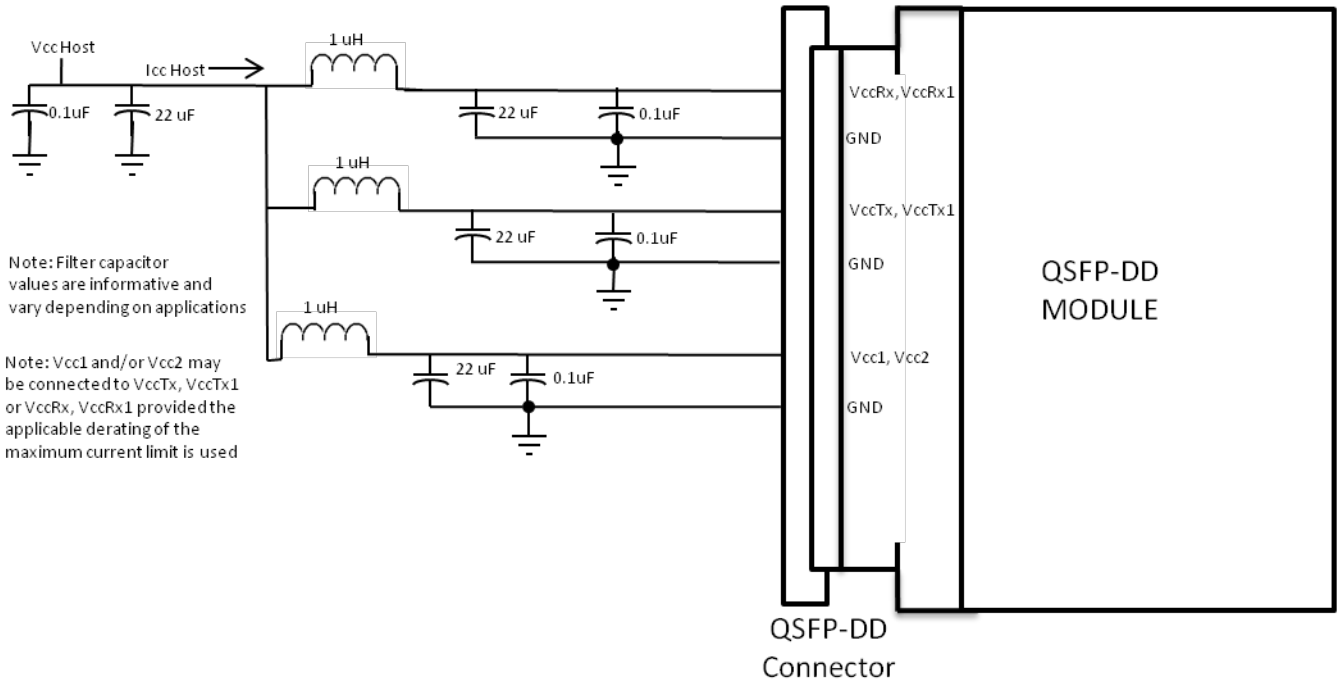 1 uH
Vcc Host
Icc Host
0.1uF
22 uF
22 uF
0.1uF
VccRx, VccRx1
GND
1 uH
VccTx, VccTx1
22 uF
0.1uF
GND
Note: Filter capacitor
values are informative and
vary depending on applications
QSFP-DD
MODULE
1 uH
Note: Vcc1 and/or Vcc2 may
be connected to VccTx, VccTx1
or VccRx, VccRx1 provided the
applicable derating of the
maximum current limit is used
Vcc1, Vcc2
22 uF
0.1uF
GND
QSFP-DD
Connector